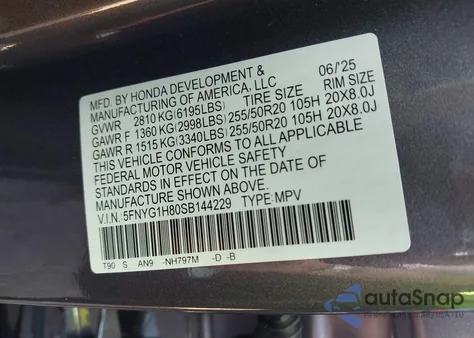 MFD. BY HONDA DEVELOPMENT & 06/'25
MANUFACTURING OF AMERICA, LLC
GVWR 2810 KG (6195LBS) TIRE SIZE RIM SIZE
GAWR F 1360 KG (2998LBS) 255/50R20 105H 20X8.0J
GAWR R 1515 KG (3340LBS) 255/50R20 105H 20X8.0J
THIS VEHICLE CONFORMS TO ALL APPLICABLE
FEDERAL MOTOR VEHICLE SAFETY
STANDARDS IN EFFECT ON THE DATE OF
MANUFACTURE SHOWN ABOVE.
V.I.N.: 5FNYG1H80SB144229 TYPE: MPV
T90 S AN9 -NH797M -D -B
autoSnap